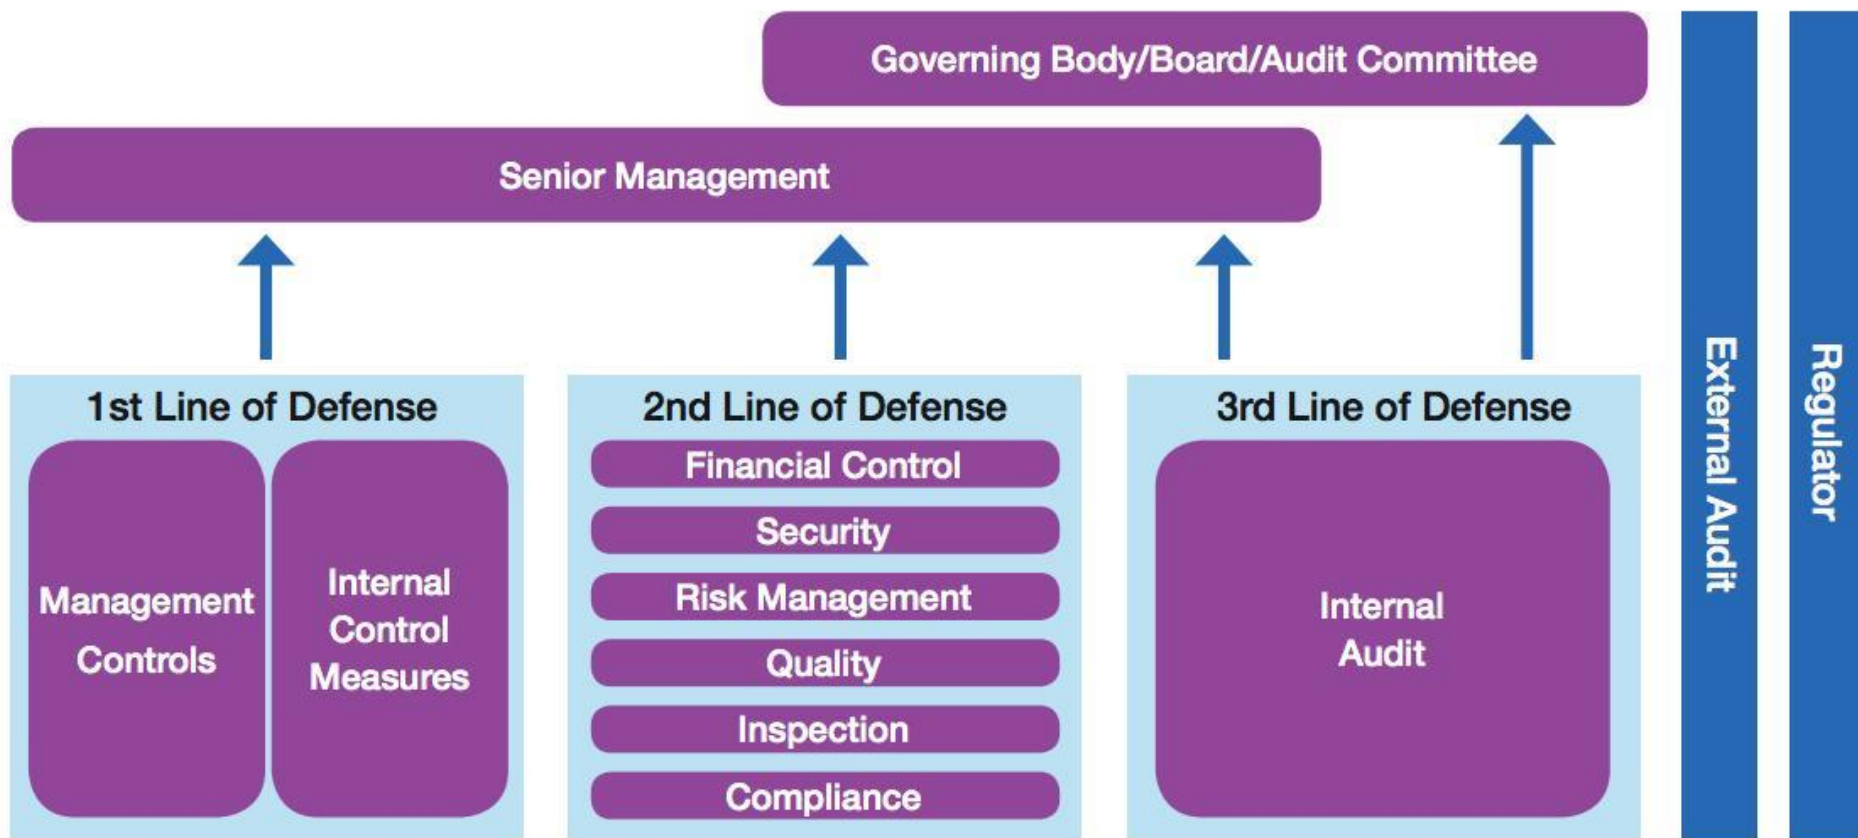 Governing Body/Board/Audit Committee
Senior Management
1st Line of Defense
Management
Controls
Internal
Control
Measures
2nd Line of Defense
Financial Control
Security
Risk Management
Quality
Inspection
Compliance
3rd Line of Defense
Internal
Audit
External Audit
Regulator